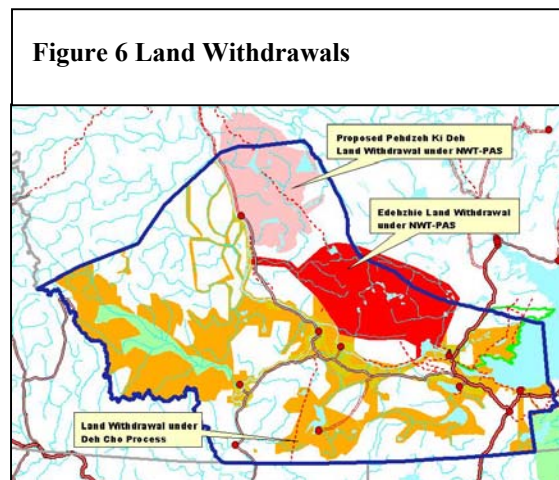 Figure 6 Land Withdrawals
Proposed Pehdzeh Ki Deh
Land Withdrawal under NWT-PAS
Edehzhie Land Withdrawal
under NWT-PAS
Land Withdrawal under
Deh Cho Process